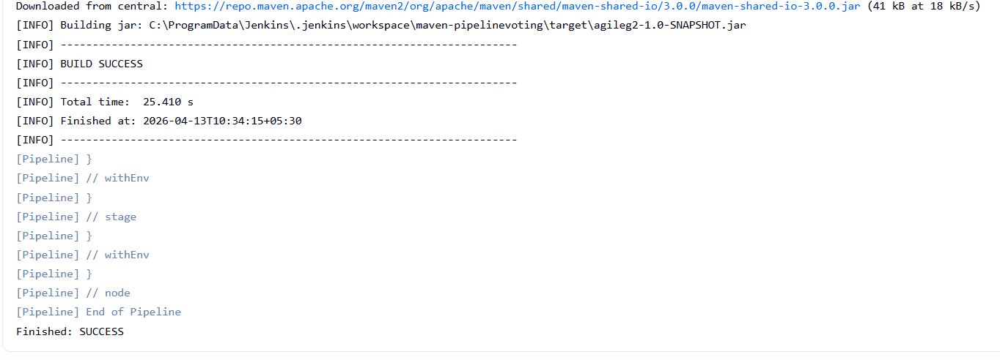 Downloaded from central: https://repo.maven.apache.org/maven2/org/apache/maven/shared/maven-shared-io/3.0.0/maven-shared-io-3.0.0.jar (41 kB at 18 kB/s)
[INFO] Building jar: C:\ProgramData\Jenkins\.jenkins\workspace\maven-pipelinevoting\target\agileg2-1.0-SNAPSHOT.jar
[INFO] ------------------------------------------------------------------------
[INFO] BUILD SUCCESS
[INFO] ------------------------------------------------------------------------
[INFO] Total time:  25.410 s
[INFO] Finished at: 2026-04-13T10:34:15+05:30
[INFO] ------------------------------------------------------------------------
[Pipeline] }
[Pipeline] // withEnv
[Pipeline] }
[Pipeline] // stage
[Pipeline] }
[Pipeline] // withEnv
[Pipeline] }
[Pipeline] // node
[Pipeline] End of Pipeline
Finished: SUCCESS